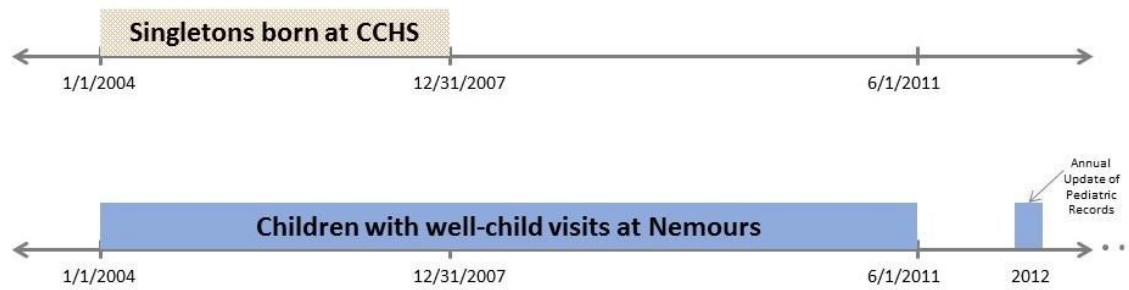 Singletons born at CCHS
1/1/2004 12/31/2007 6/1/2011
Annual
Update of
Pediatric
Records
Children with well-child visits at Nemours
1/1/2004 12/31/2007 6/1/2011 2012